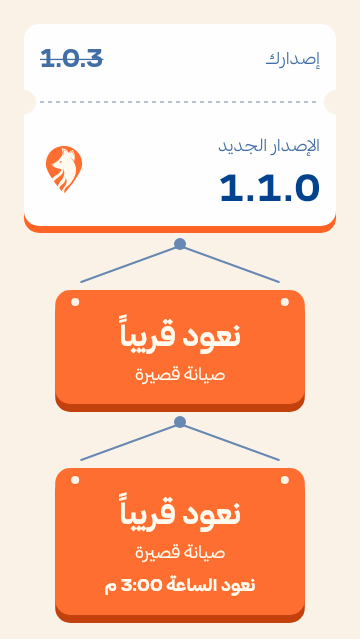 إصدارك
1.0.3
الإصدار الجديد
1.1.0
نعود قريباً
صيانة قصيرة
نعود قريباً
صيانة قصيرة
نعود الساعة 3:00 م